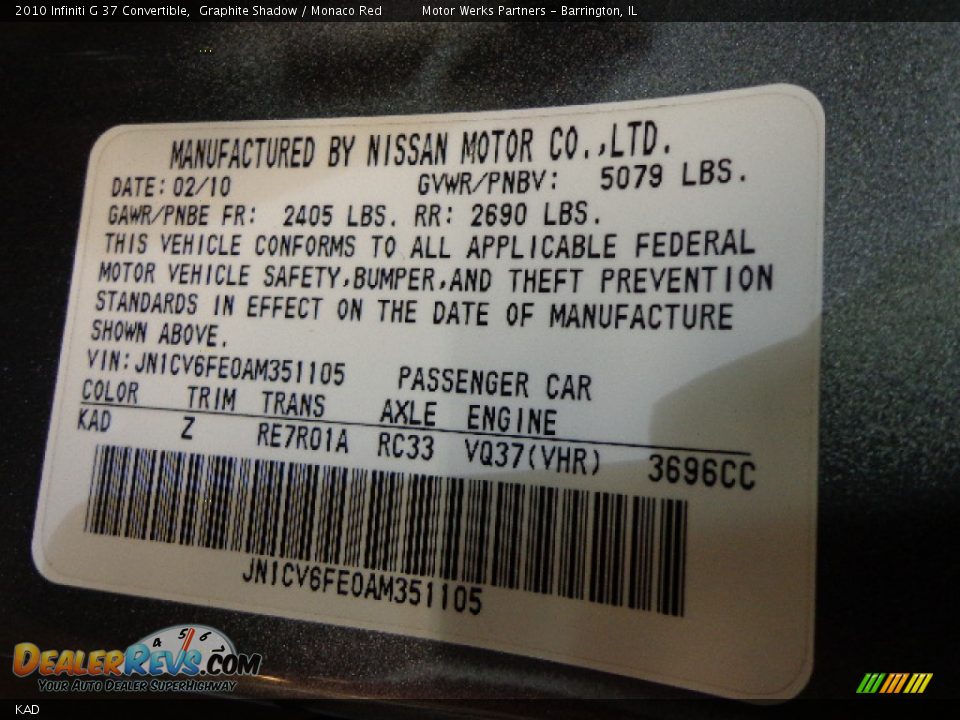 2010 Infiniti G 37 Convertible, Graphite Shadow / Monaco Red Motor Werks Partners - Barrington, IL
MANUFACTURED BY NISSAN MOTOR CO.,LTD.
DATE:02/10 GVWR/PNBV: 5079 LBS.
GAWR/PNBE FR: 2405 LBS. RR: 2690 LBS.
THIS VEHICLE CONFORMS TO ALL APPLICABLE FEDERAL
MOTOR VEHICLE SAFETY,BUMPER,AND THEFT PREVENTION
STANDARDS IN EFFECT ON THE DATE OF MANUFACTURE
SHOWN ABOVE.
VIN:JN1CV6FE0AM351105 PASSENGER CAR
COLOR TRIM TRANS AXLE ENGINE
KAD Z RE7R01A RC33 VQ37(VHR) 3696CC
JN1CV6FE0AM351105
4 5 6
DEALERREVS.COM
YOUR AUTO DEALER SUPERHIGHWAY
KAD